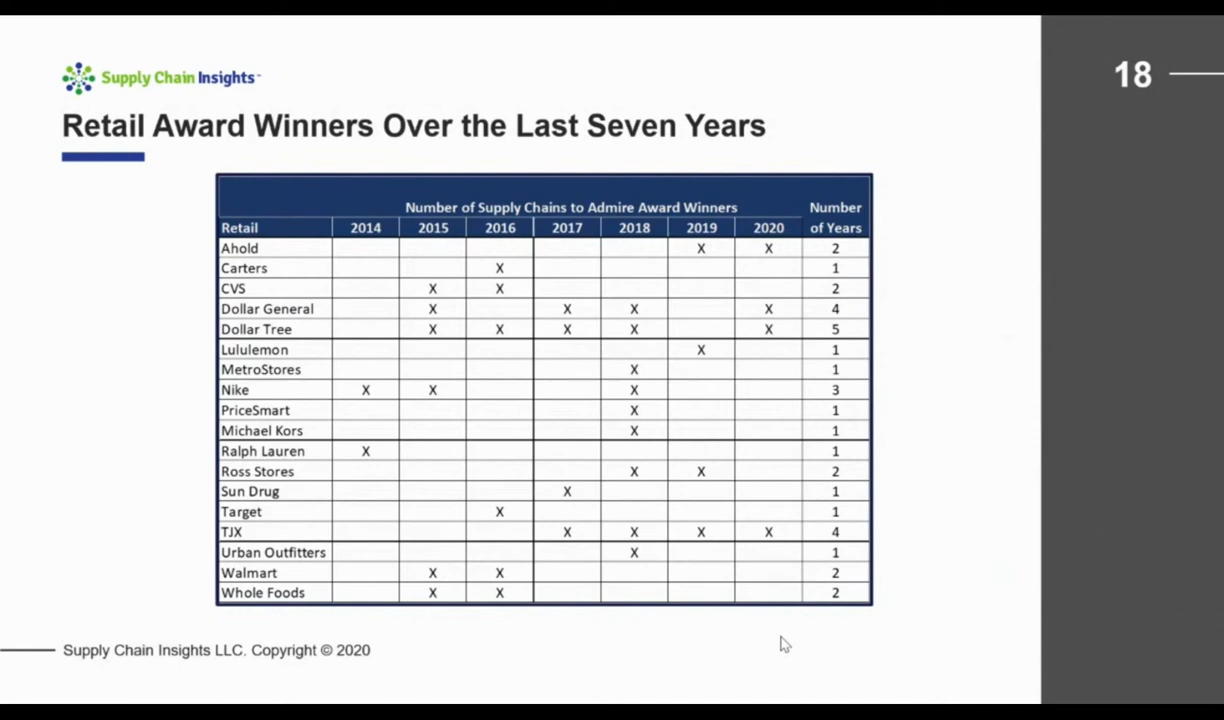 18
Supply Chain Insights™
Retail Award Winners Over the Last Seven Years
Number of Supply Chains to Admire Award Winners Number
Retail 2014 2015 2016 2017 2018 2019 2020 of Years
Ahold X X 2
Carters X 1
CVS X X 2
Dollar General X X X X 4
Dollar Tree X X X X X 5
Lululemon X 1
MetroStores X 1
Nike X X X 3
PriceSmart X 1
Michael Kors X 1
Ralph Lauren X 1
Ross Stores X X 2
Sun Drug X 1
Target X 1
TJX X X X X 4
Urban Outfitters X 1
Walmart X X 2
Whole Foods X X 2
Supply Chain Insights LLC. Copyright © 2020